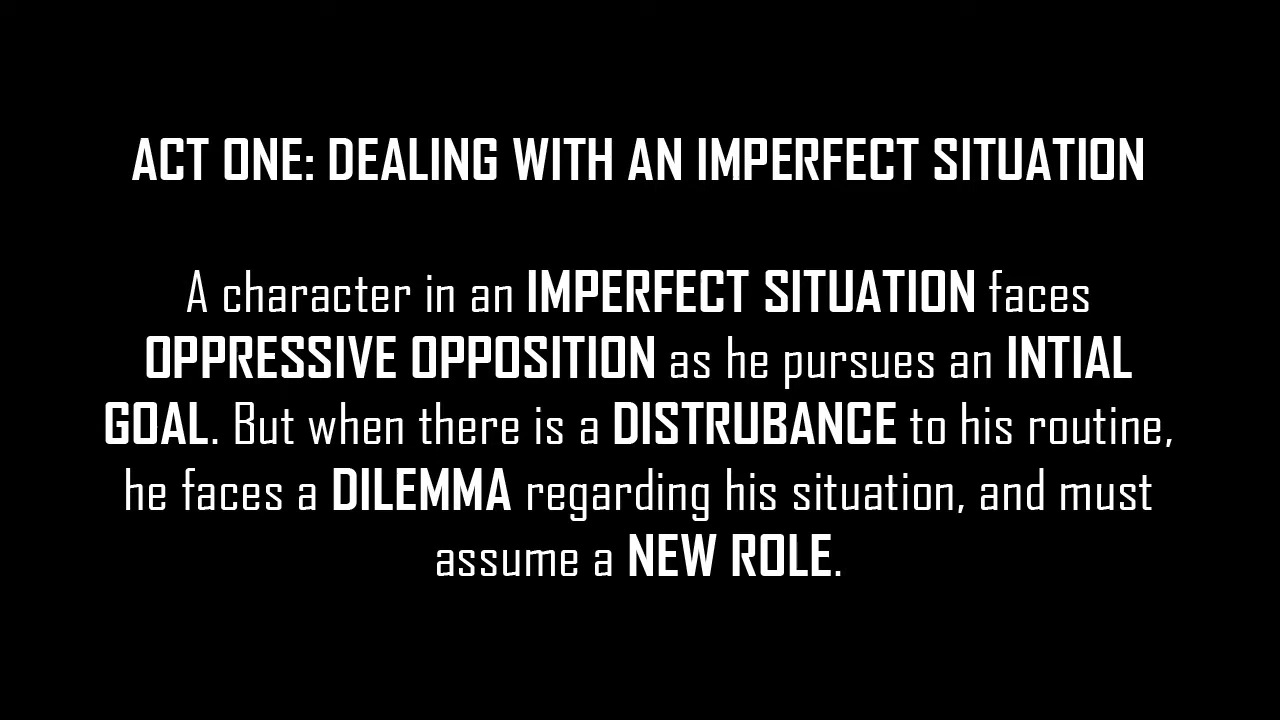 ACT ONE: DEALING WITH AN IMPERFECT SITUATION
A character in an IMPERFECT SITUATION faces
OPPRESSIVE OPPOSITION as he pursues an INTIAL
GOAL. But when there is a DISTRUBANCE to his routine,
he faces a DILEMMA regarding his situation, and must
assume a NEW ROLE.